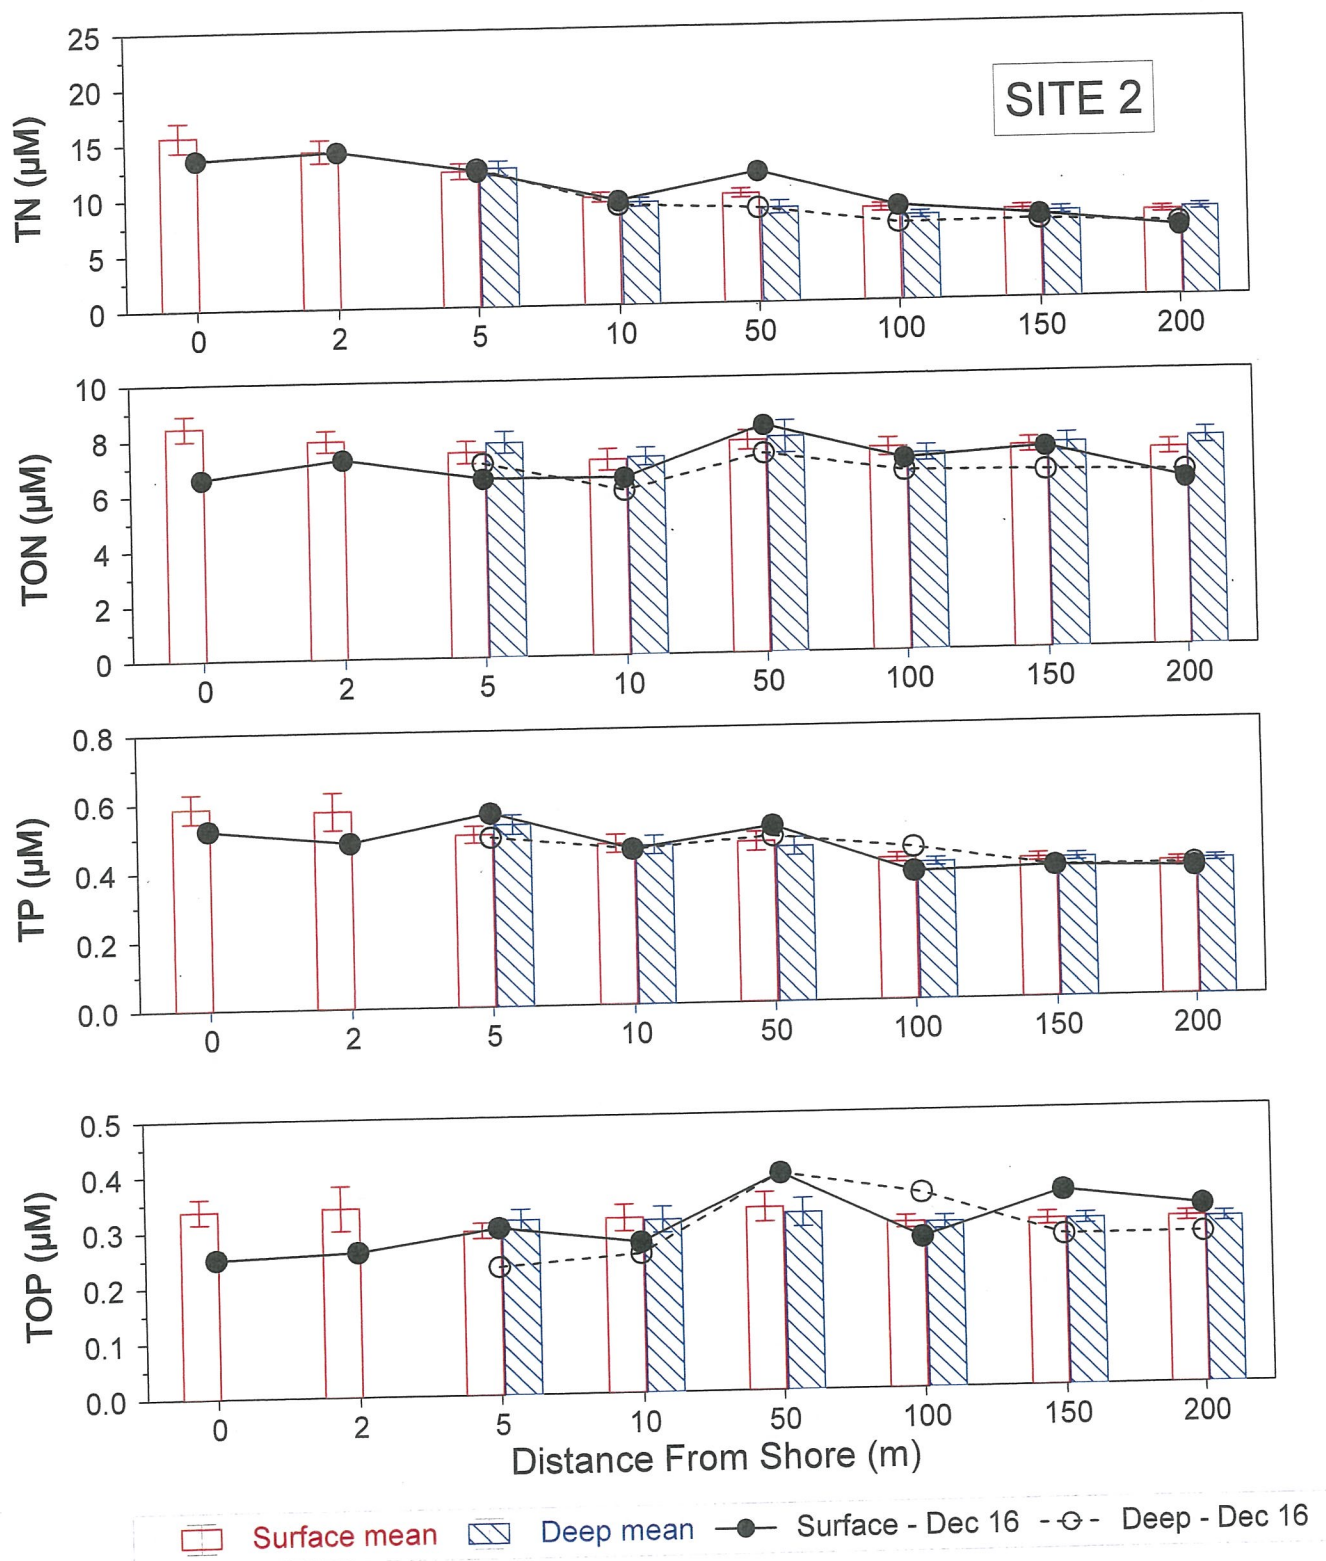 SITE 2
TN (µM)
25
20
15
10
5
0
0 2 5 10 50 100 150 200
TON (µM)
10
8
6
4
2
0
0 2 5 10 50 100 150 200
TP (µM)
0.8
0.6
0.4
0.2
0.0
0 2 5 10 50 100 150 200
TOP (µM)
0.5
0.4
0.3
0.2
0.1
0.0
0 2 5 10 50 100 150 200
Distance From Shore (m)
Surface mean Deep mean Surface - Dec 16 Deep - Dec 16